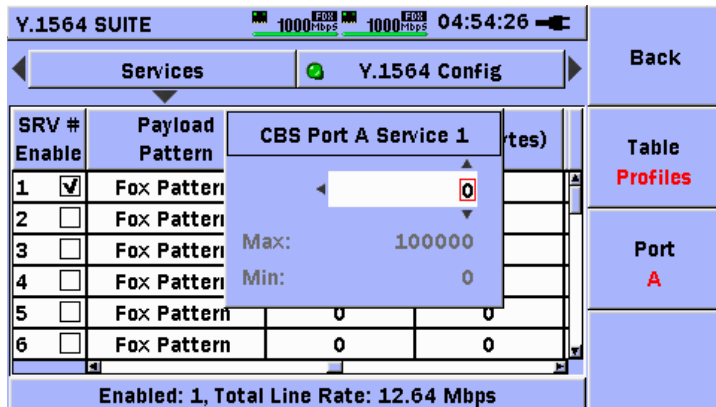 Y.1564 SUITE
1000 Mbps FOX 1000 Mbps FOX 04:54:26
Back
Services Y.1564 Config
SRV # Enable Payload Pattern tes)
CBS Port A Service 1
0
Max: 100000
Min: 0
1 Fox Pattern
2 Fox Pattern
3 Fox Pattern
4 Fox Pattern
5 Fox Pattern 0 0
6 Fox Pattern 0 0
Table
Profiles
Port
A
Enabled: 1, Total Line Rate: 12.64 Mbps